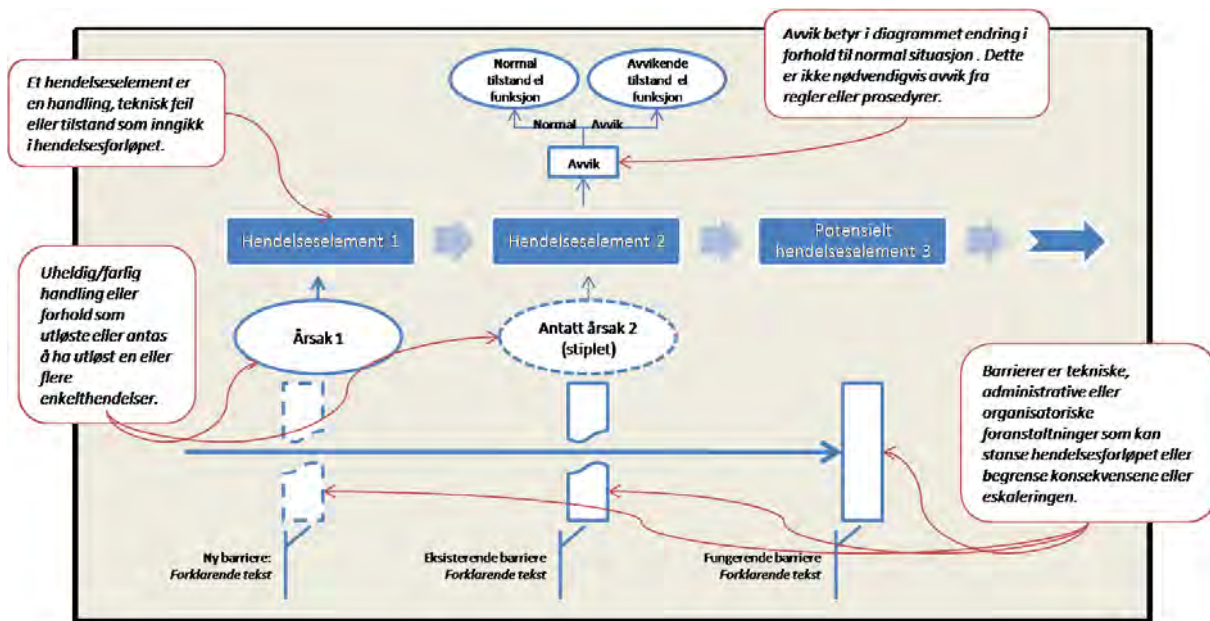 Et hendelseselement er
en handling, teknisk feil
eller tilstand som inngikk
i hendelsesforløpet.
Normal
tilstand el
funksjon
Avvikende
tilstand el
funksjon
Normal
Avvik
Avvik
Avvik betyr i diagrammet endring i
forhold til normal situasjon . Dette
er ikke nødvendigvis avvik fra
regler eller prosedyrer.
Hendelseselement 1
Hendelseselement 2
Potensielt
hendelseselement 3
Uheldig/farlig
handling eller
forhold som
utløste eller antas
å ha utløst en eller
flere
enkelthendelser.
Årsak 1
Antatt årsak 2
(stiplet)
Barrierer er tekniske,
administrative eller
organisatoriske
foranstaltninger som kan
stanse hendelsesforløpet eller
begrense konsekvensene eller
eskaleringen.
Ny barriere:
Forklarende tekst
Eksisterende barriere
Forklarende tekst
Fungerende barriere
Forklarende tekst